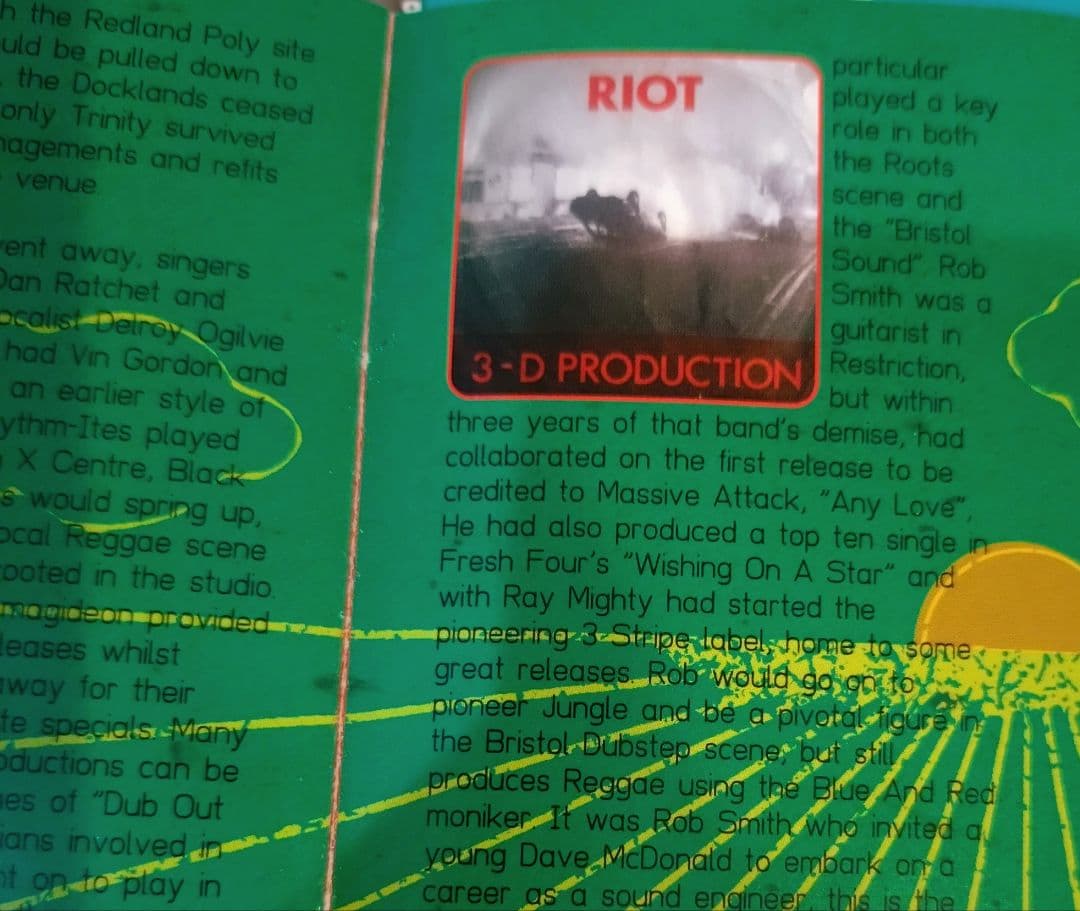 h the Redland Poly site
uld be pulled down to
the Docklands ceased
only Trinity survived
nagements and refits
venue
ent away, singers
Dan Ratchet and
ocalist Delroy Ogilvie
had Vin Gordon and
an earlier style of
ythm-Ites played
X Centre, Black
s would spring up,
ocal Reggae scene
ooted in the studio.
magideon provided
leases whilst
away for their
te specials. Many
oductions can be
es of "Dub Out
ians involved in
nt on to play in
RIOT
3-D PRODUCTION
particular
played a key
role in both
the Roots
scene and
the "Bristol
Sound". Rob
Smith was a
guitarist in
Restriction,
but within
three years of that band's demise, had
collaborated on the first release to be
credited to Massive Attack, "Any Love".
He had also produced a top ten single in
Fresh Four's "Wishing On A Star" and
with Ray Mighty had started the
pioneering 3 Stripe label, home to some
great releases. Rob would go on to
pioneer Jungle and be a pivotal figure in
the Bristol Dubstep scene, but still
produces Reggae using the Blue And Red
moniker. It was Rob Smith who invited a
young Dave McDonald to embark on a
career as a sound engineer, this is the